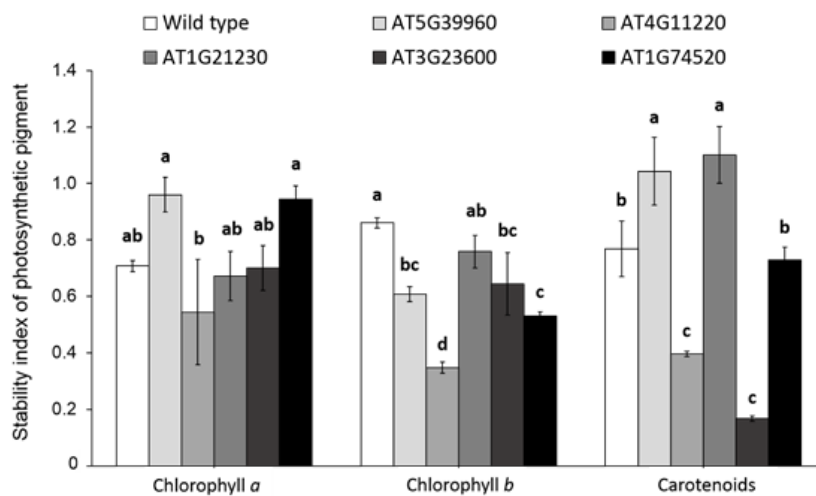 Wild type AT5G39960 AT4G11220
AT1G21230 AT3G23600 AT1G74520
Stability index of photosynthetic pigment
1.4
1.2
1.0
0.8
0.6
0.4
0.2
0
ab a b ab ab a
a bc d ab bc c
b a c a c b
Chlorophyll a Chlorophyll b Carotenoids